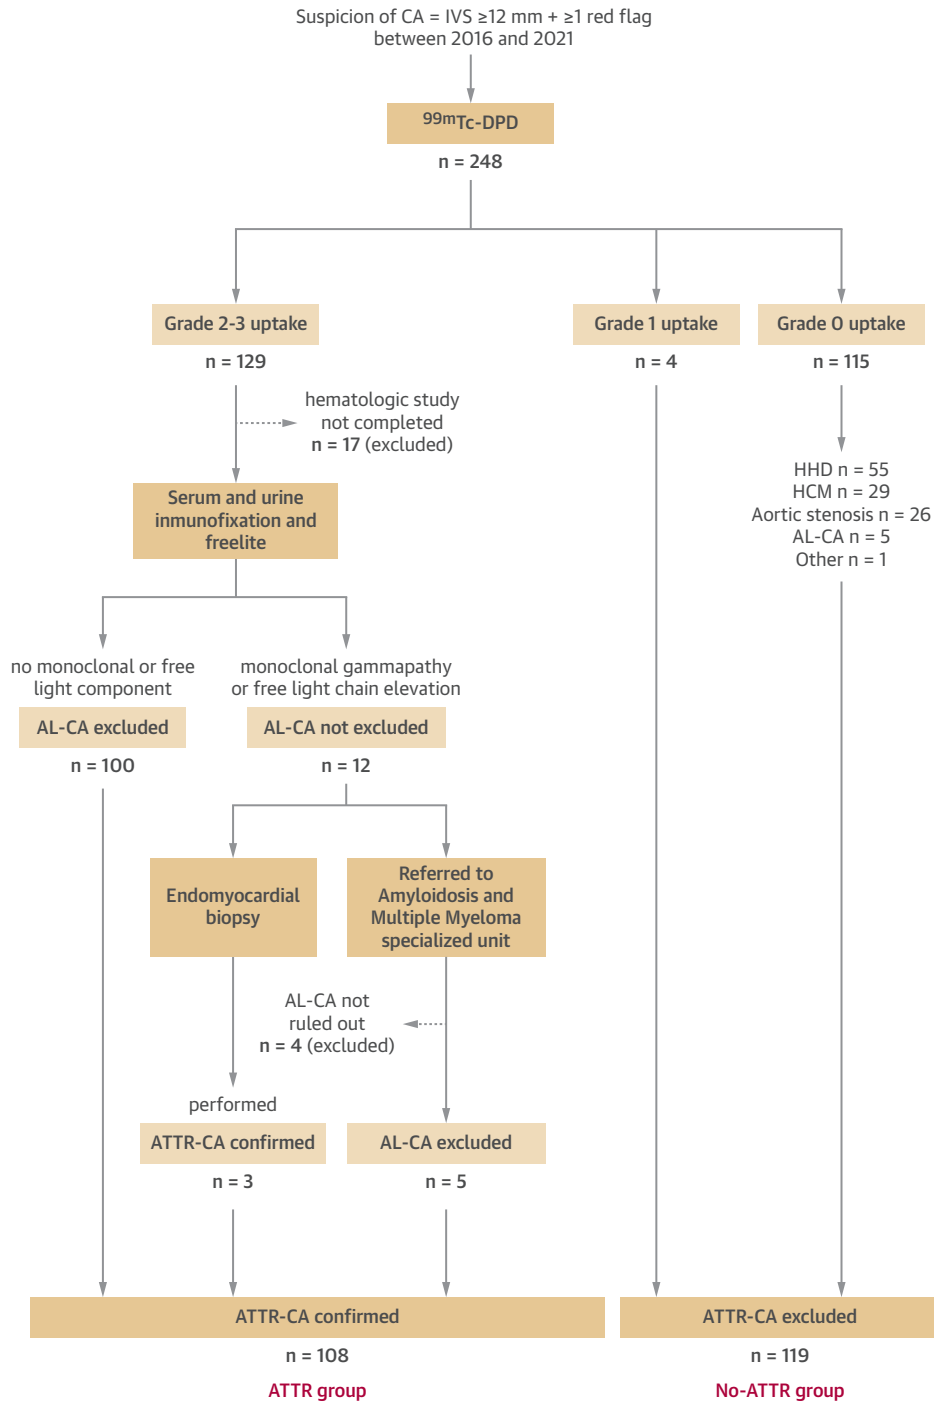 Suspicion of CA = IVS ≥12 mm + ≥1 red flag
between 2016 and 2021
99mTc-DPD
n = 248
Grade 2-3 uptake
n = 129
Grade 1 uptake
n = 4
Grade 0 uptake
n = 115
hematologic study
not completed
n = 17 (excluded)
HHD n = 55
HCM n = 29
Aortic stenosis n = 26
AL-CA n = 5
Other n = 1
Serum and urine
inmunofixation and
freelite
no monoclonal or free
light component
AL-CA excluded
n = 100
monoclonal gammapathy
or free light chain elevation
AL-CA not excluded
n = 12
Endomyocardial
biopsy
Referred to
Amyloidosis and
Multiple Myeloma
specialized unit
AL-CA not
ruled out
n = 4 (excluded)
performed
ATTR-CA confirmed
n = 3
AL-CA excluded
n = 5
ATTR-CA confirmed
n = 108
ATTR group
ATTR-CA excluded
n = 119
No-ATTR group